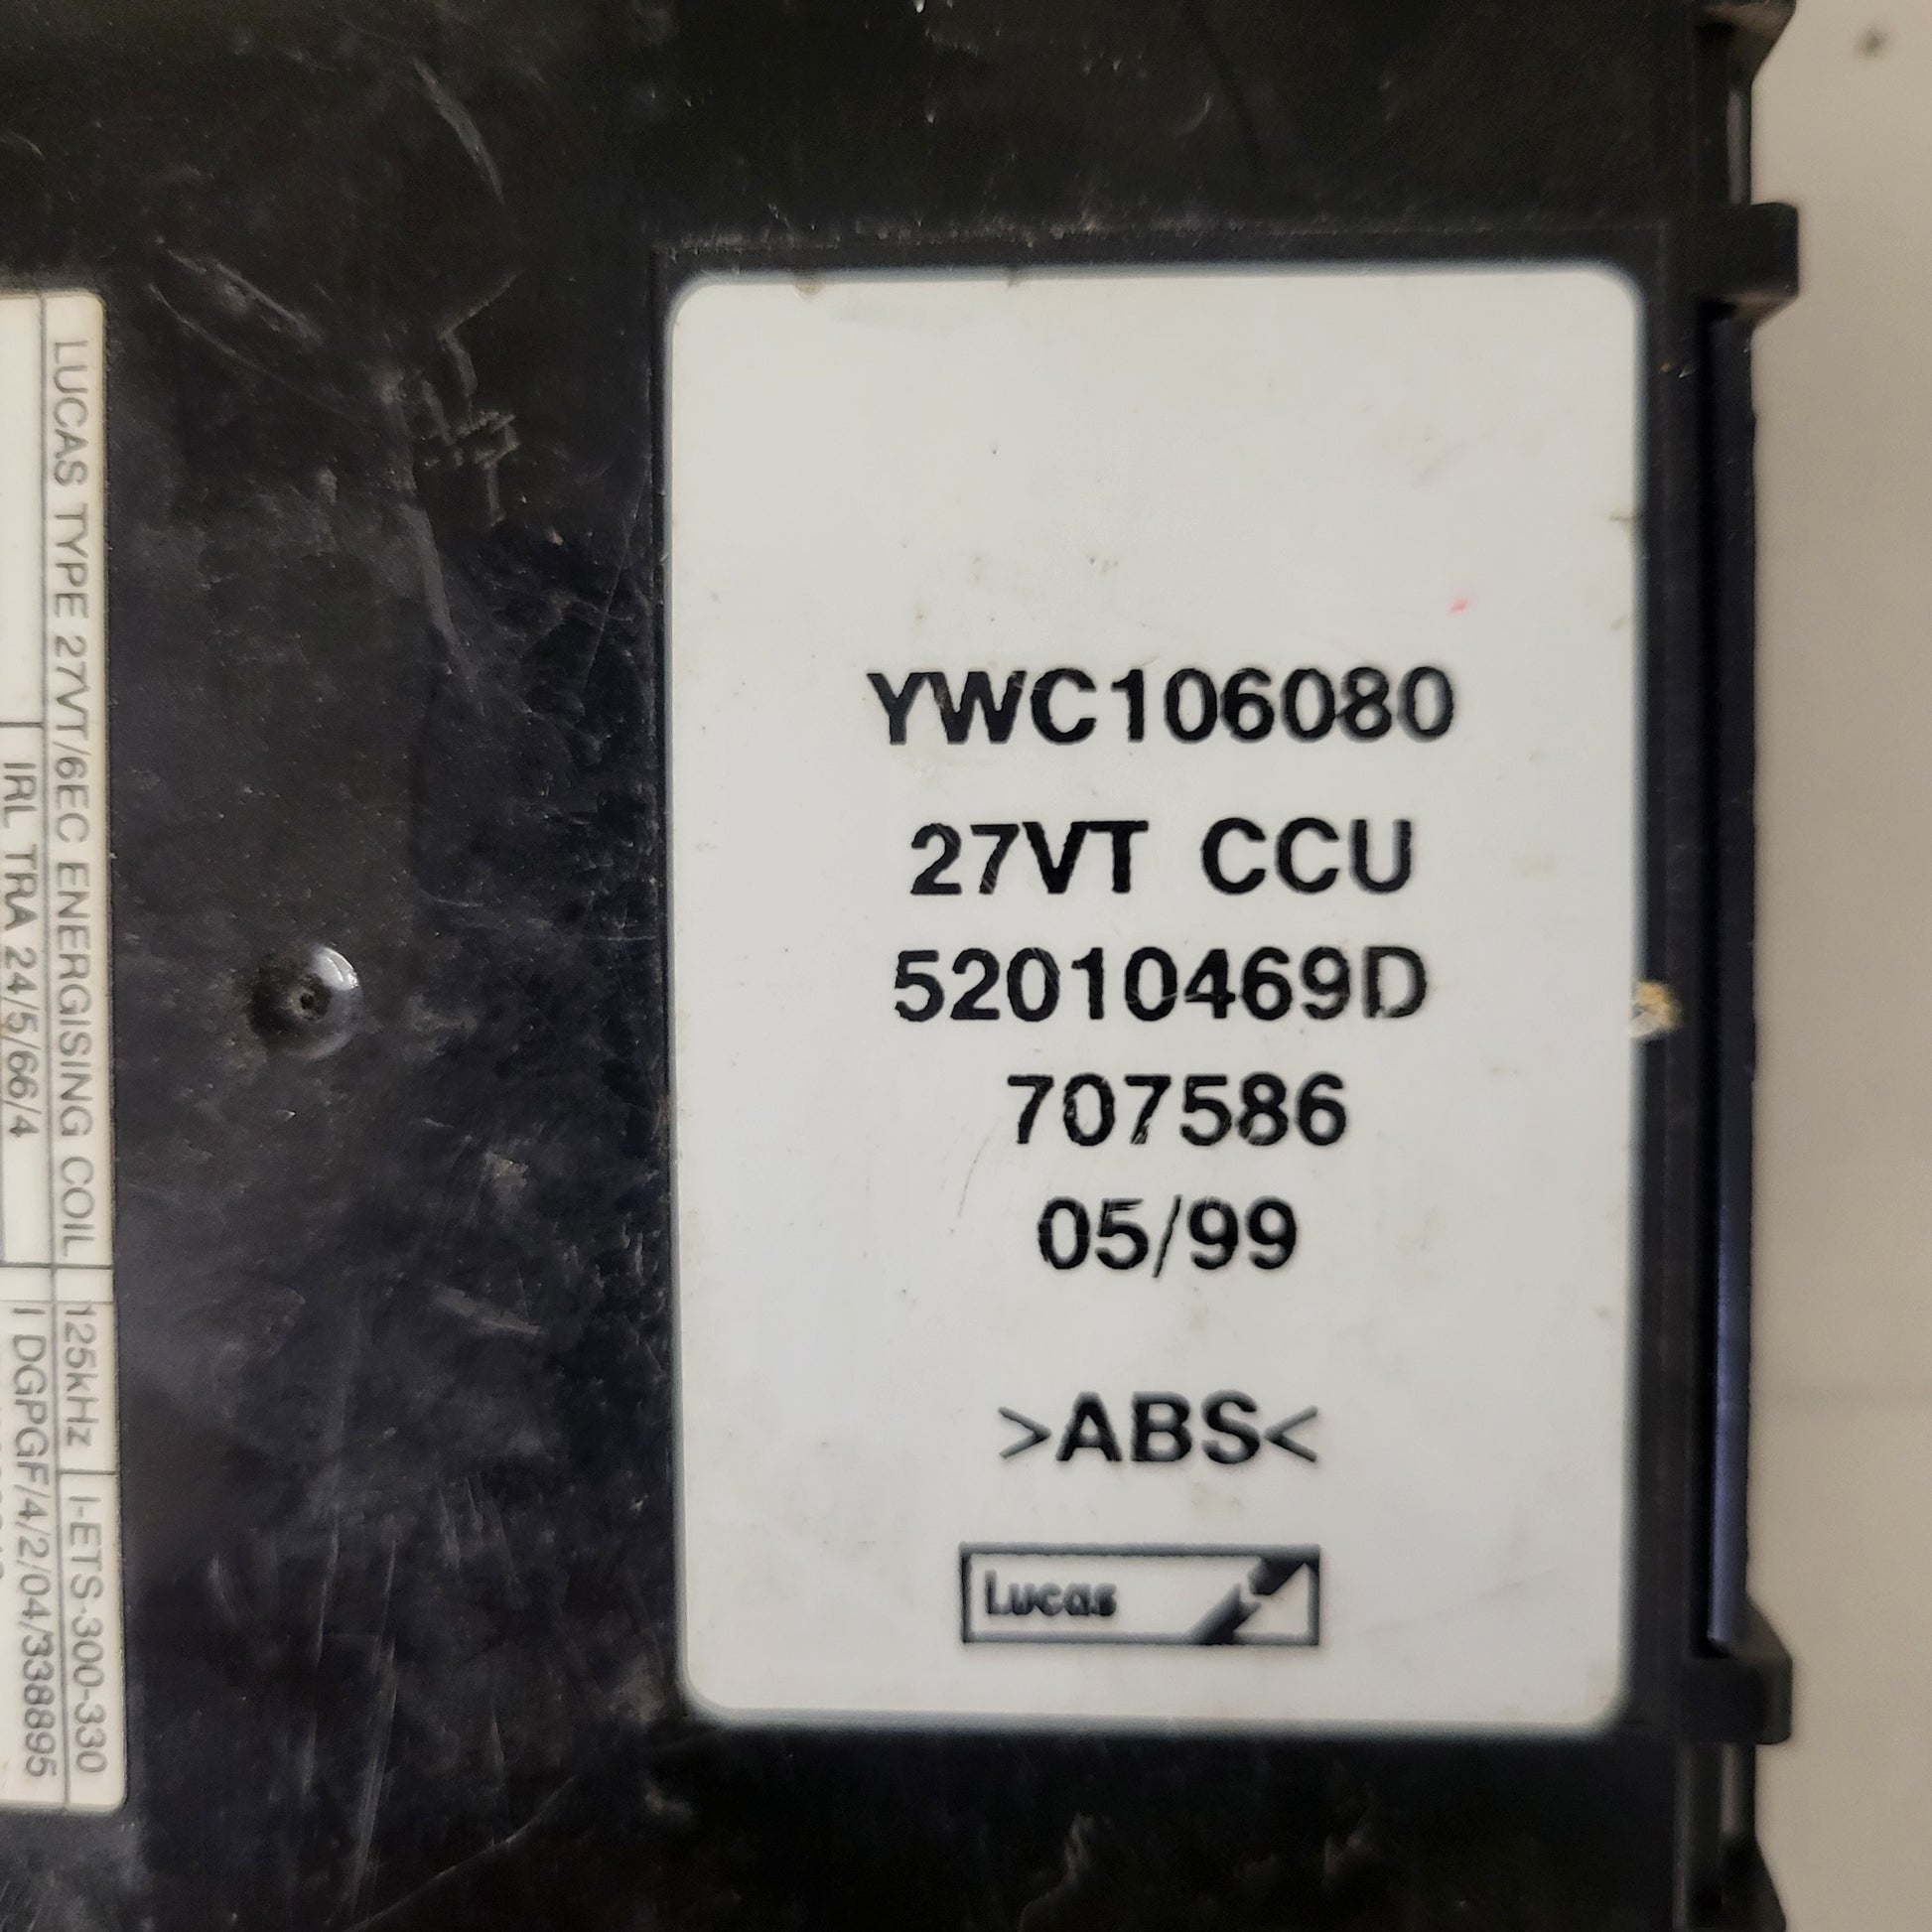 YWC106080
27VT CCU
52010469D
707586
05/99
>ABS<
Lucas
LUCAS TYPE 27VT/6EC ENERGISING COIL
125kHz
I-ETS-300-330
IRL TRA 24/5/66/4
I DGPGF/4/2/04/338895